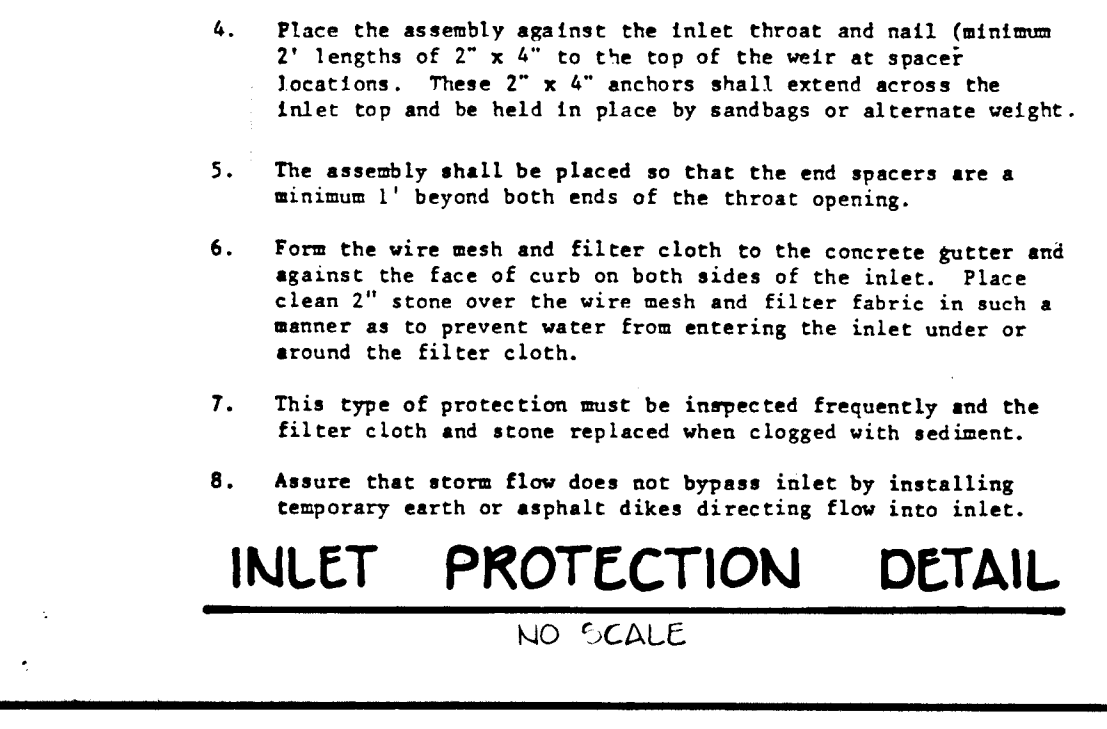 4. Place the assembly against the inlet throat and nail (minimum
2' lengths of 2" x 4" to the top of the weir at spacer
locations. These 2" x 4" anchors shall extend across the
inlet top and be held in place by sandbags or alternate weight.
5. The assembly shall be placed so that the end spacers are a
minimum 1' beyond both ends of the throat opening.
6. Form the wire mesh and filter cloth to the concrete gutter and
against the face of curb on both sides of the inlet. Place
clean 2" stone over the wire mesh and filter fabric in such a
manner as to prevent water from entering the inlet under or
around the filter cloth.
7. This type of protection must be inspected frequently and the
filter cloth and stone replaced when clogged with sediment.
8. Assure that storm flow does not bypass inlet by installing
temporary earth or asphalt dikes directing flow into inlet.
INLET PROTECTION DETAIL
NO SCALE